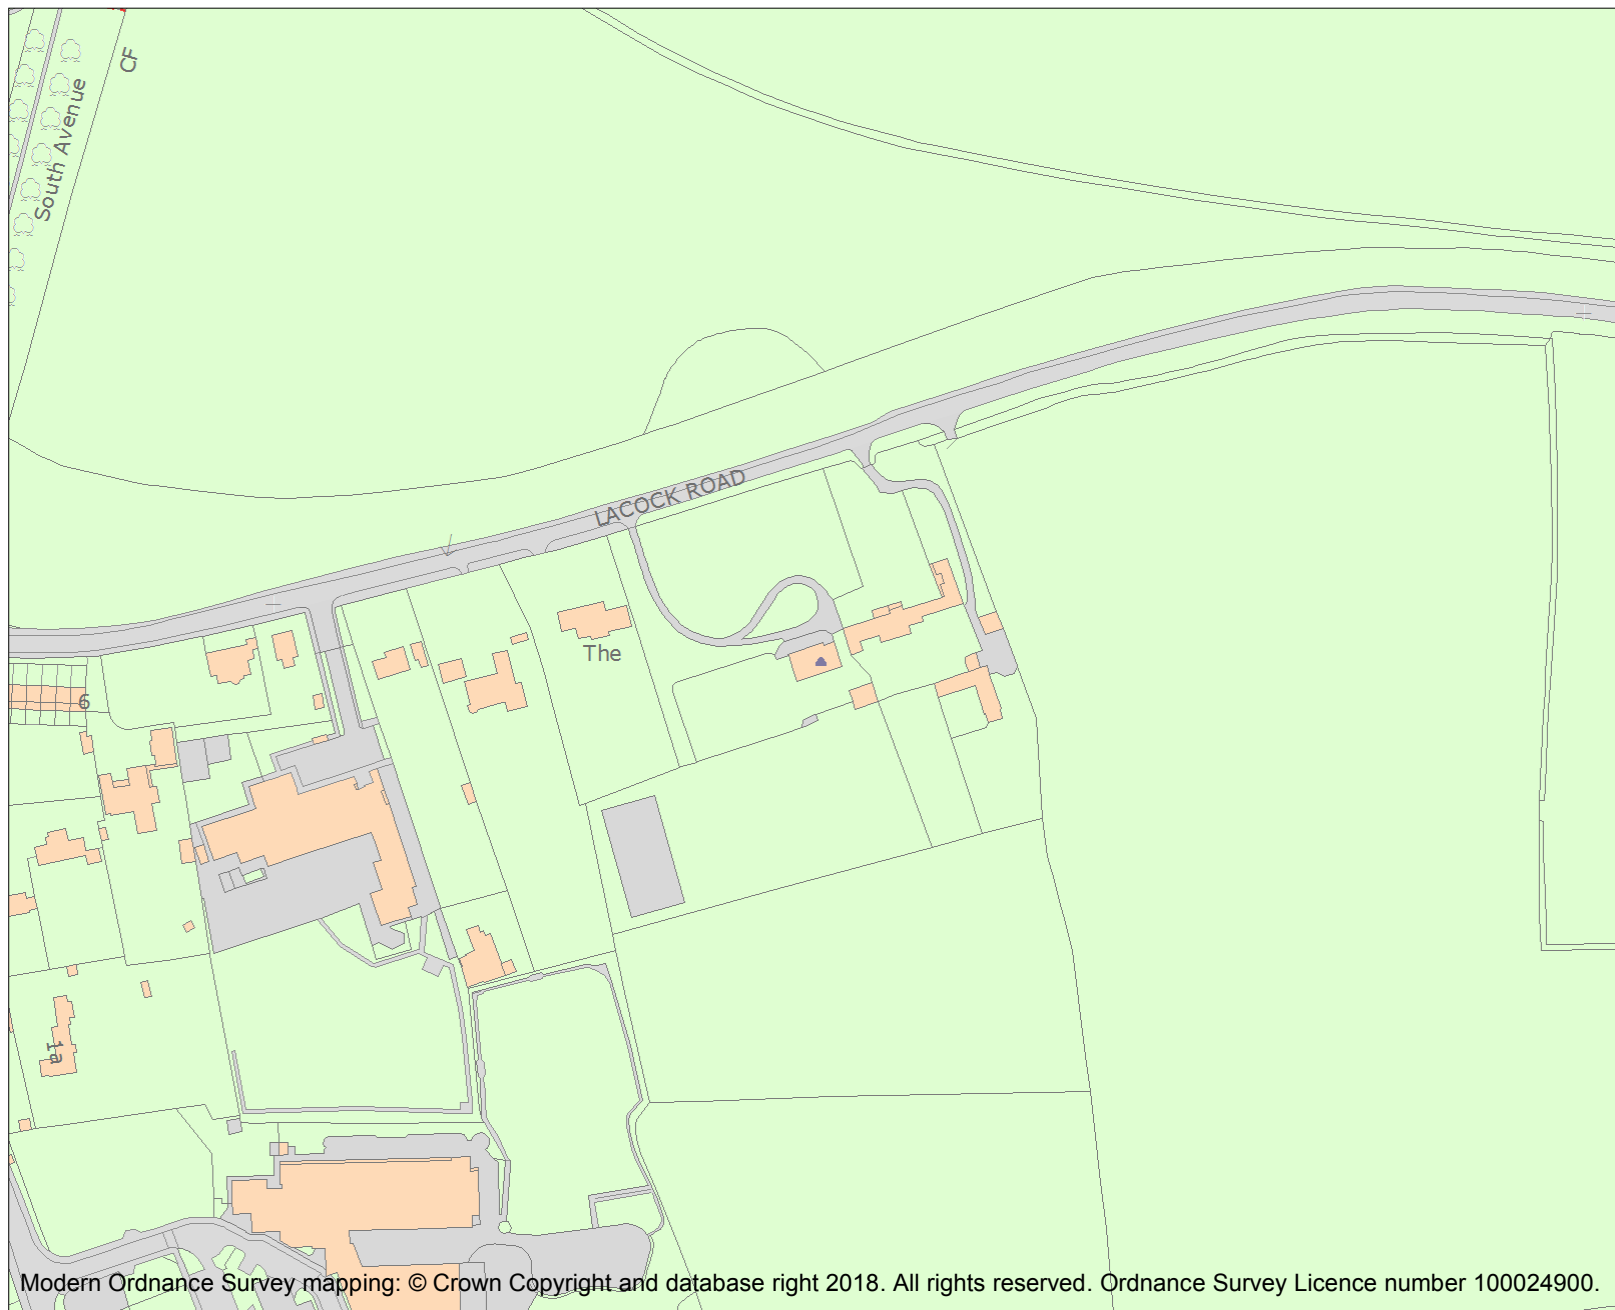 CF
South Avenue
LACOCK ROAD
The
6
1a
Modern Ordnance Survey mapping: © Crown Copyright and database right 2018. All rights reserved. Ordnance Survey Licence number 100024900.